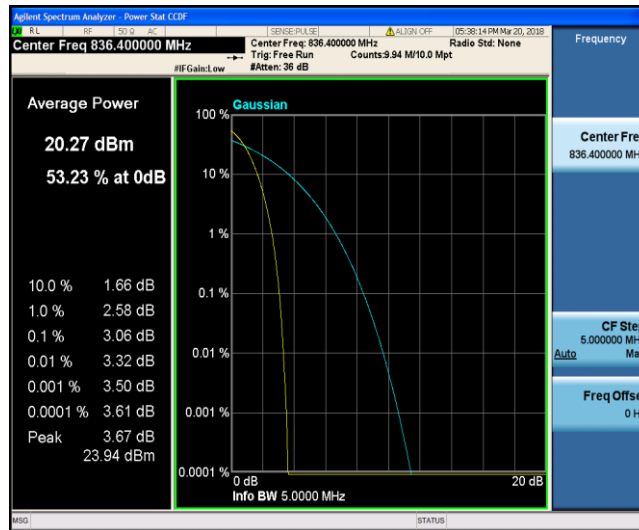 Agilent Spectrum Analyzer - Power Stat CCDF
RL RF 50 Ω AC SENSE:PULSE ALIGN OFF 05:38:14 PM Mar 20, 2018
Center Freq 836.400000 MHz
Center Freq: 836.400000 MHz Radio Std: None
Trig: Free Run Counts:9.94 M/10.0 Mpt
#IFGain:Low #Atten: 36 dB
Average Power
20.27 dBm
53.23 % at 0dB
10.0 % 1.66 dB
1.0 % 2.58 dB
0.1 % 3.06 dB
0.01 % 3.32 dB
0.001 % 3.50 dB
0.0001 % 3.61 dB
Peak 3.67 dB
23.94 dBm
Gaussian
100 %
10 %
1 %
0.1 %
0.01 %
0.001 %
0.0001 %
0 dB 20 dB
Info BW 5.0000 MHz
Frequency
Center Fre
836.400000 MH
CF Ste
5.000000 MH
Auto Ma
Freq Offse
0 H
MSG STATUS